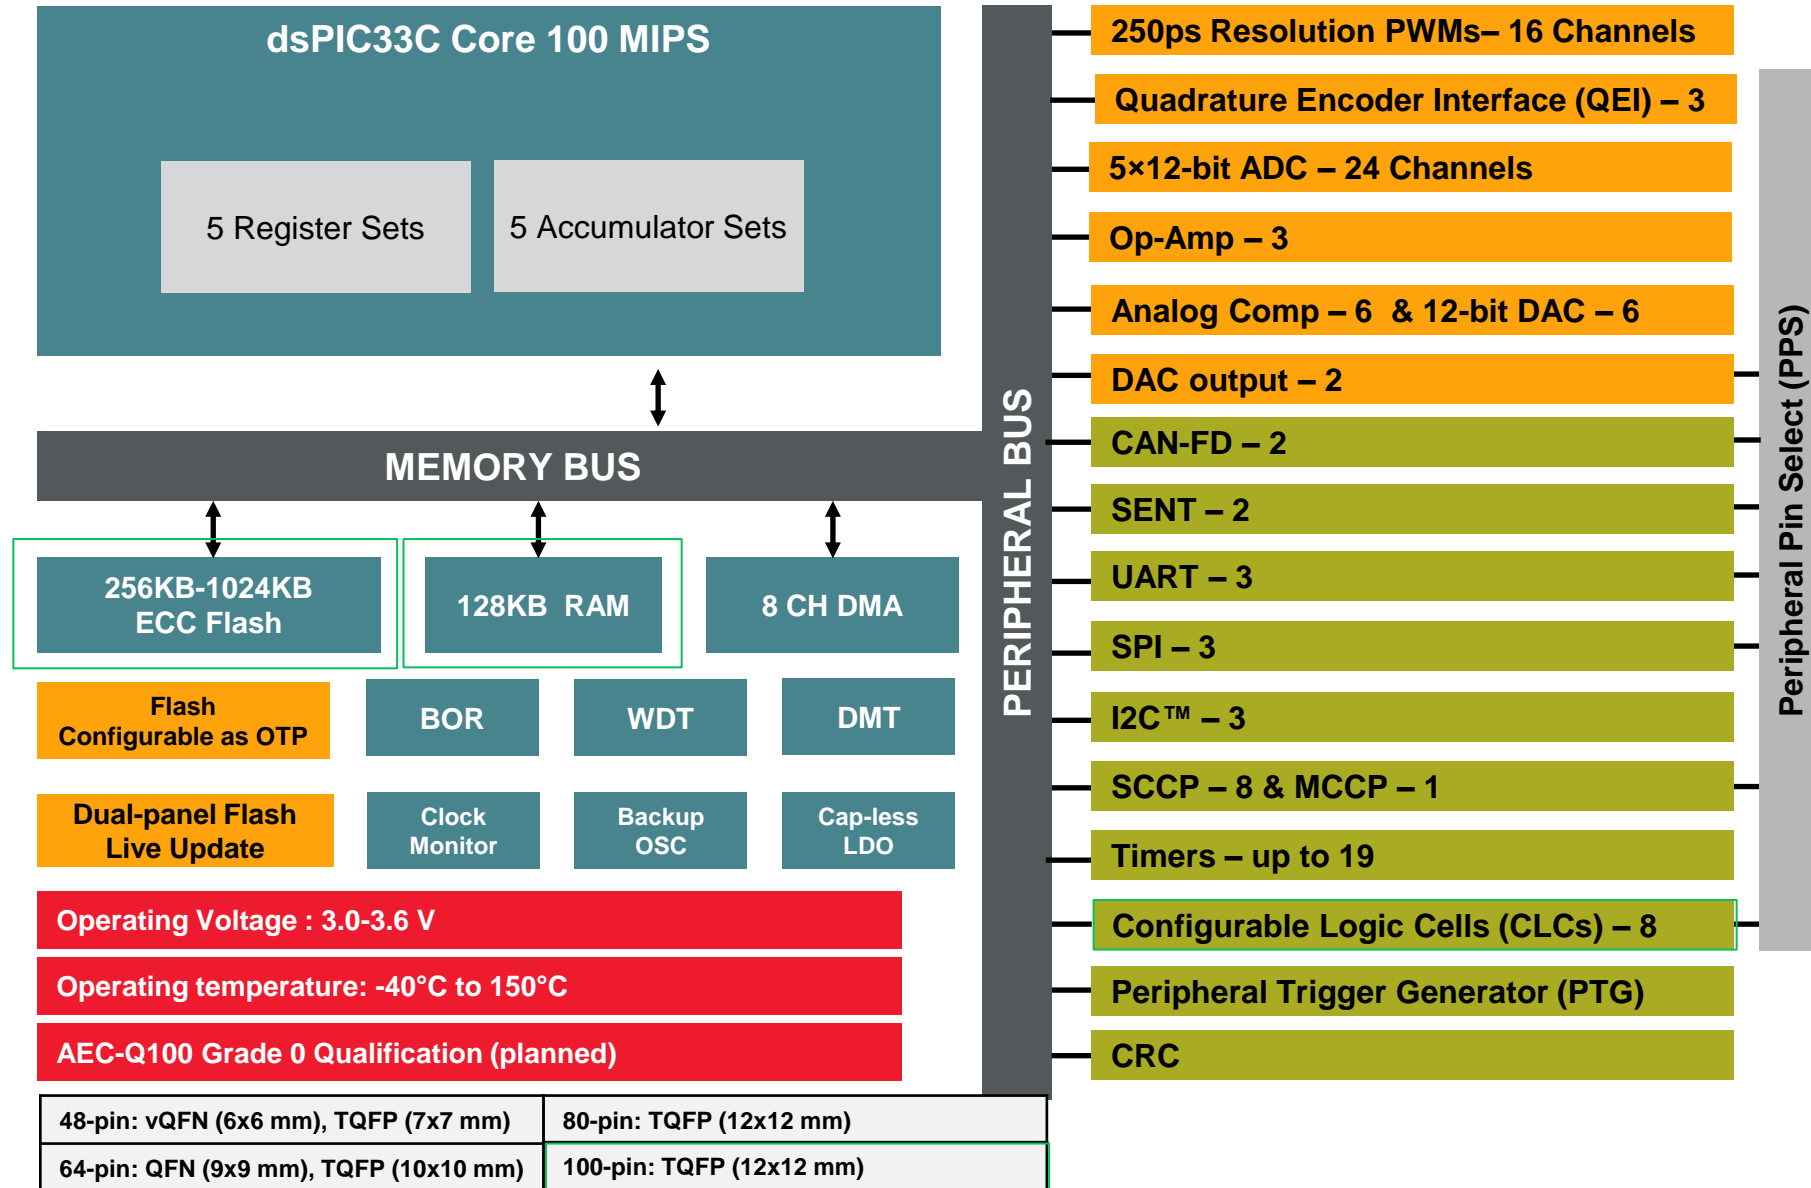 dsPIC33C Core 100 MIPS
5 Register Sets
5 Accumulator Sets
MEMORY BUS
256KB-1024KB
ECC Flash
128KB RAM
8 CH DMA
Flash
Configurable as OTP
BOR
WDT
DMT
Dual-panel Flash
Live Update
Clock
Monitor
Backup
OSC
Cap-less
LDO
Operating Voltage : 3.0-3.6 V
Operating temperature: -40°C to 150°C
AEC-Q100 Grade 0 Qualification (planned)
48-pin: vQFN (6x6 mm), TQFP (7x7 mm)
80-pin: TQFP (12x12 mm)
64-pin: QFN (9x9 mm), TQFP (10x10 mm)
100-pin: TQFP (12x12 mm)
PERIPHERAL BUS
250ps Resolution PWMs– 16 Channels
Quadrature Encoder Interface (QEI) – 3
5×12-bit ADC – 24 Channels
Op-Amp – 3
Analog Comp – 6 & 12-bit DAC – 6
DAC output – 2
CAN-FD – 2
SENT – 2
UART – 3
SPI – 3
I2C™ – 3
SCCP – 8 & MCCP – 1
Timers – up to 19
Configurable Logic Cells (CLCs) – 8
Peripheral Trigger Generator (PTG)
CRC
Peripheral Pin Select (PPS)